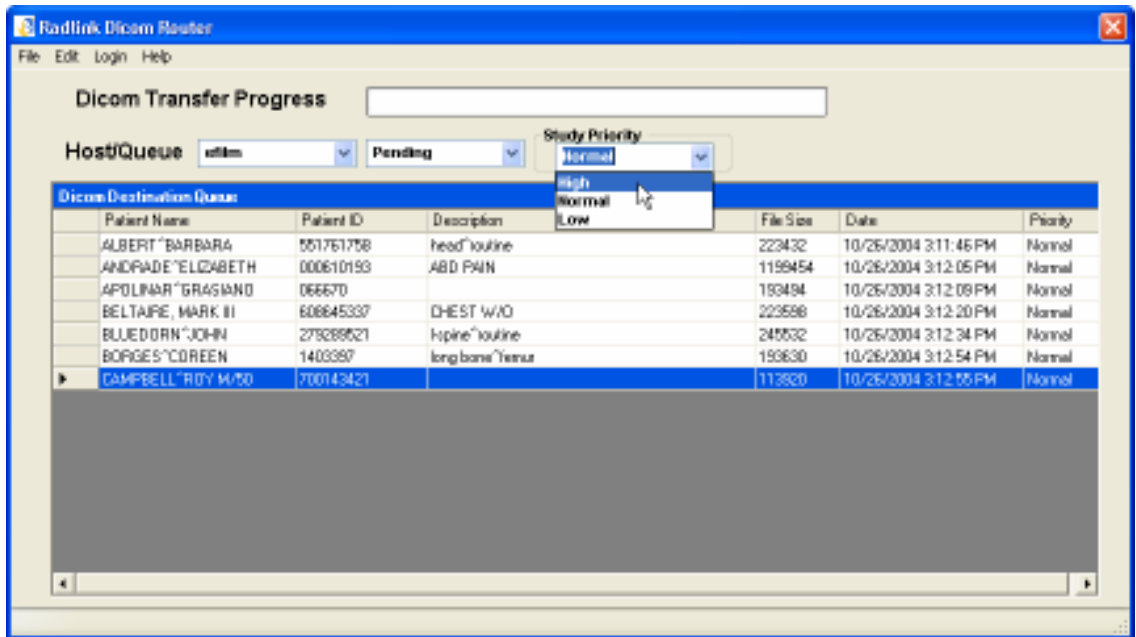 Radlink Dicom Router
File Edit Login Help
Dicom Transfer Progress
Host/Queue efilm Pending Study Priority Normal
High
Normal
Low
Dicom Destination Queue
Patient Name Patient ID Description File Size Date Priority
ALBERT^BARBARA 551761758 head^routine 223432 10/26/2004 3:11:46 PM Normal
ANDRADE^ELIZABETH 000610193 ABD PAIN 1199454 10/26/2004 3:12:05 PM Normal
APOLINAR^GRASIANO 066670 193494 10/26/2004 3:12:09 PM Normal
BELTAIRE, MARK III 608645337 CHEST W/O 223598 10/26/2004 3:12:20 PM Normal
BLUEDORN^JOHN 279289521 l-spine^routine 245532 10/26/2004 3:12:34 PM Normal
BORGES^COREEN 1403397 long bone^femur 193630 10/26/2004 3:12:54 PM Normal
CAMPBELL^ROY M/50 700143421 113920 10/26/2004 3:12:55 PM Normal